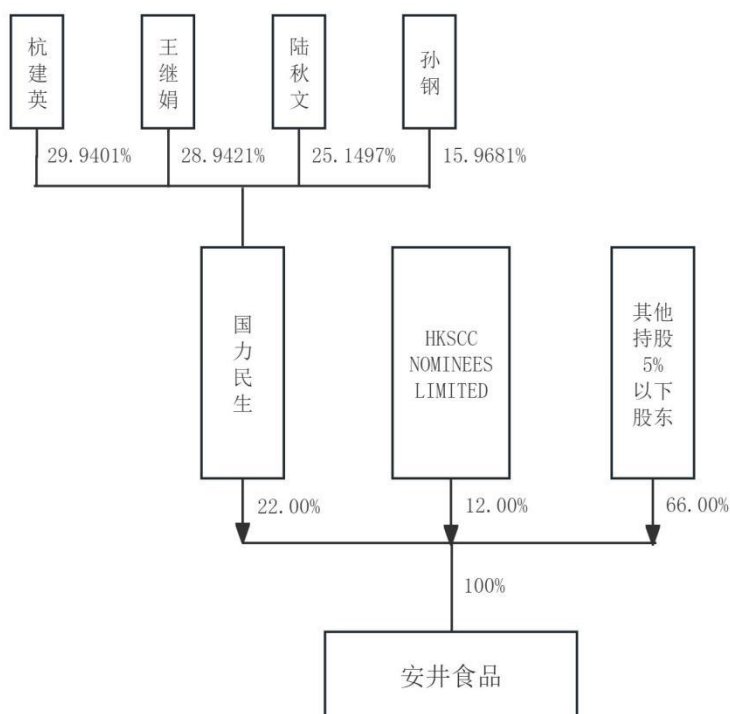 杭建英
王继娟
陆秋文
孙钢
29.9401%
28.9421%
25.1497%
15.9681%
国力民生
HKSCC
NOMINEES
LIMITED
其他
持股
5%
以下
股东
22.00%
12.00%
66.00%
100%
安井食品